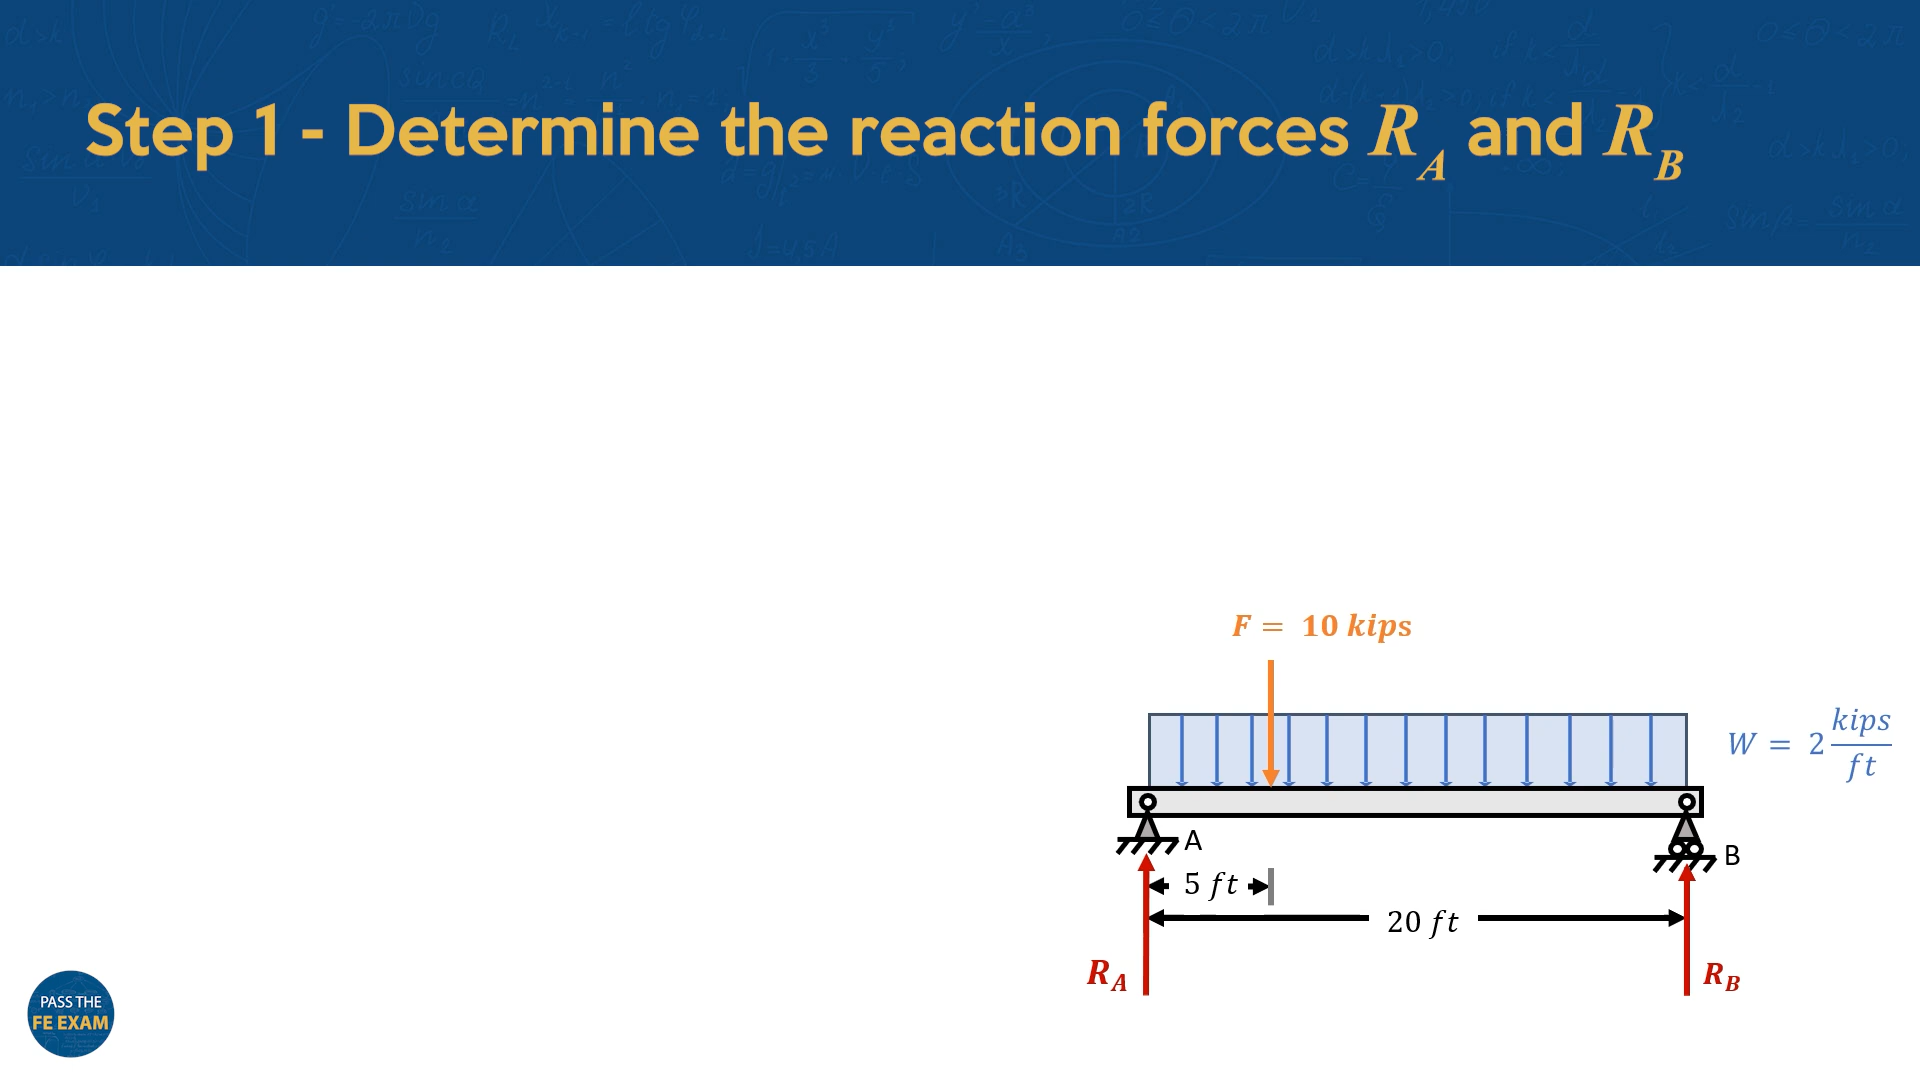 Step 1 - Determine the reaction forces R_A and R_B
F = 10 kips
W = 2 kips/ft
A
B
5 ft
20 ft
R_A
R_B
PASS THE
FE EXAM